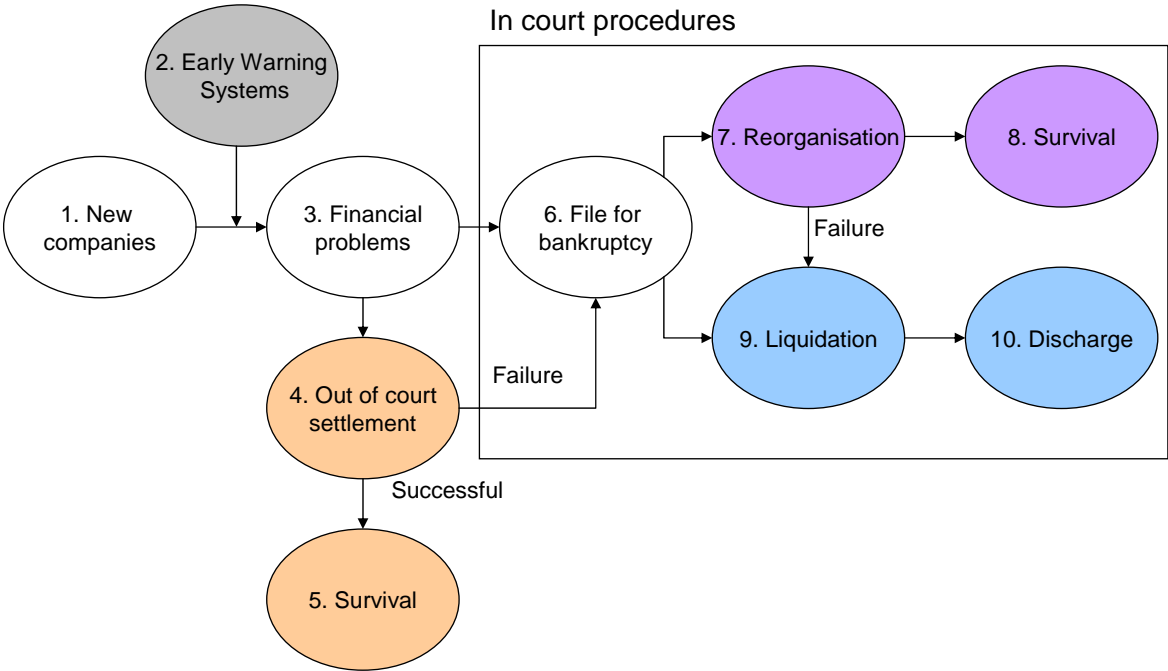 In court procedures
2. Early Warning
Systems
1. New
companies
3. Financial
problems
4. Out of court
settlement
Failure
Successful
5. Survival
6. File for
bankruptcy
7. Reorganisation
8. Survival
Failure
9. Liquidation
10. Discharge